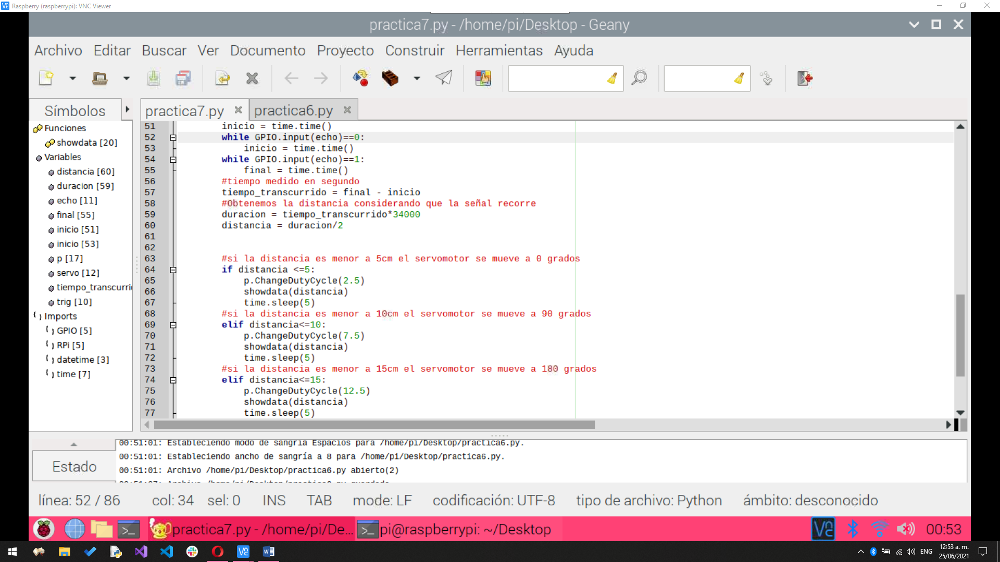 Raspberry (raspberrypi): VNC Viewer
practica7.py - /home/pi/Desktop - Geany
Archivo Editar Buscar Ver Documento Proyecto Construir Herramientas Ayuda
Símbolos
practica7.py
practica6.py
Funciones
showdata [20]
Variables
distancia [60]
duracion [59]
echo [11]
final [55]
inicio [51]
inicio [53]
p [17]
servo [12]
tiempo_transcurri
trig [10]
Imports
GPIO [5]
RPi [5]
datetime [3]
time [7]
51 inicio = time.time()
52 while GPIO.input(echo)==0:
53 inicio = time.time()
54 while GPIO.input(echo)==1:
55 final = time.time()
56 #tiempo medido en segundo
57 tiempo_transcurrido = final - inicio
58 #Obtenemos la distancia considerando que la señal recorre
59 duracion = tiempo_transcurrido*34000
60 distancia = duracion/2
61
62
63 #si la distancia es menor a 5cm el servomotor se mueve a 0 grados
64 if distancia <=5:
65 p.ChangeDutyCycle(2.5)
66 showdata(distancia)
67 time.sleep(5)
68 #si la distancia es menor a 10cm el servomotor se mueve a 90 grados
69 elif distancia<=10:
70 p.ChangeDutyCycle(7.5)
71 showdata(distancia)
72 time.sleep(5)
73 #si la distancia es menor a 15cm el servomotor se mueve a 180 grados
74 elif distancia<=15:
75 p.ChangeDutyCycle(12.5)
76 showdata(distancia)
77 time.sleep(5)
Estado
00:51:01: Estableciendo modo de sangría Espacios para /home/pi/Desktop/practica6.py.
00:51:01: Estableciendo ancho de sangría a 8 para /home/pi/Desktop/practica6.py.
00:51:01: Archivo /home/pi/Desktop/practica6.py abierto(2)
línea: 52 / 86 col: 34 sel: 0 INS TAB mode: LF codificación: UTF-8 tipo de archivo: Python ámbito: desconocido
practica7.py - /home/pi/De...
pi@raspberrypi: ~/Desktop
00:53
ENG
12:53 a. m.
25/06/2021